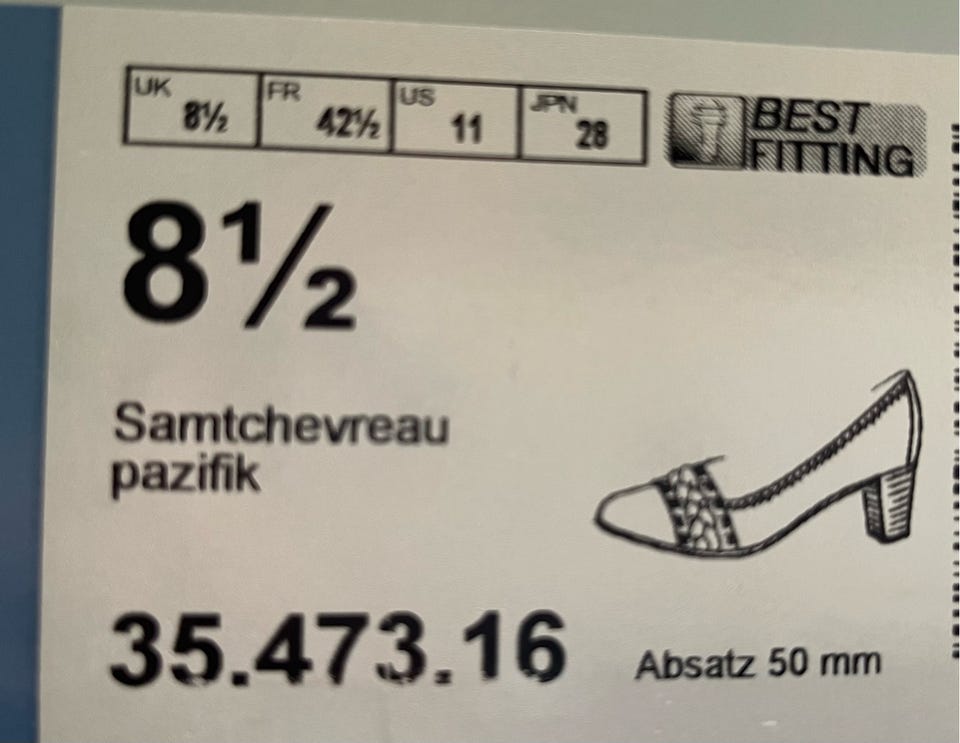 UK 8½ FR 42½ US 11 JPN 28
BEST
FITTING
8½
Samtchevreau
pazifik
35.473.16 Absatz 50 mm